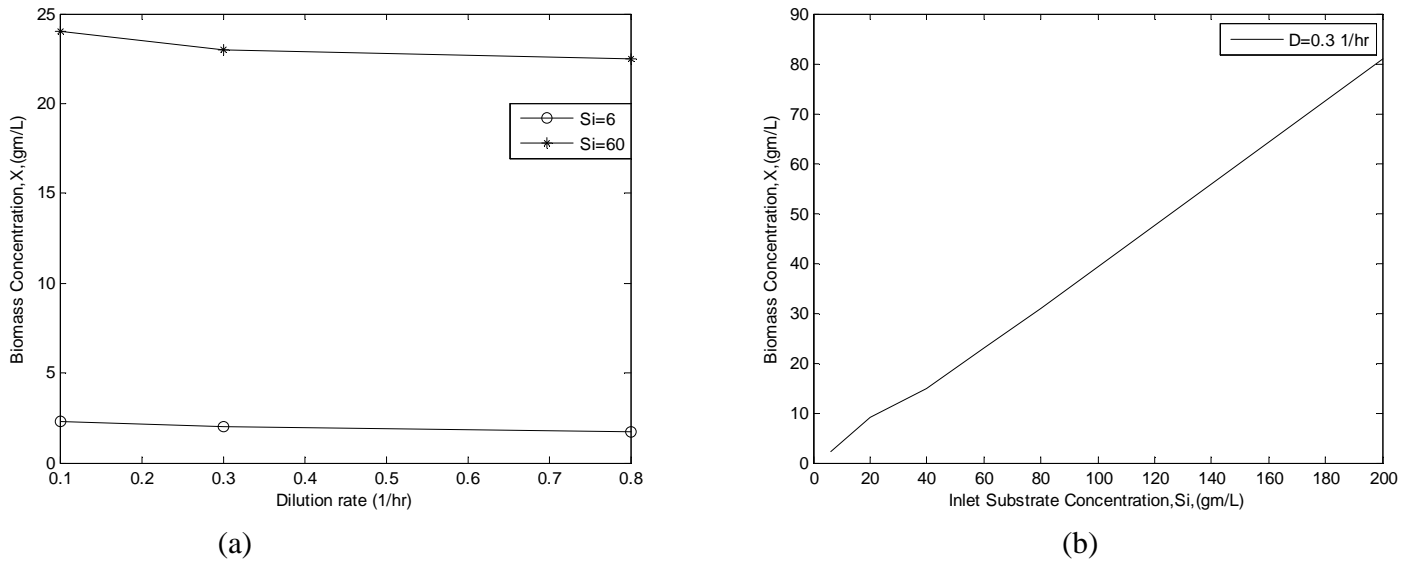 25
20
15
10
5
0
Biomass Concentration,X,(gm/L)
Si=6
Si=60
0.1 0.2 0.3 0.4 0.5 0.6 0.7 0.8
Dilution rate (1/hr)
(a)
90
80
70
60
50
40
30
20
10
0
Biomass Concentration, X,(gm/L)
D=0.3 1/hr
0 20 40 60 80 100 120 140 160 180 200
Inlet Substrate Concentration,Si,(gm/L)
(b)